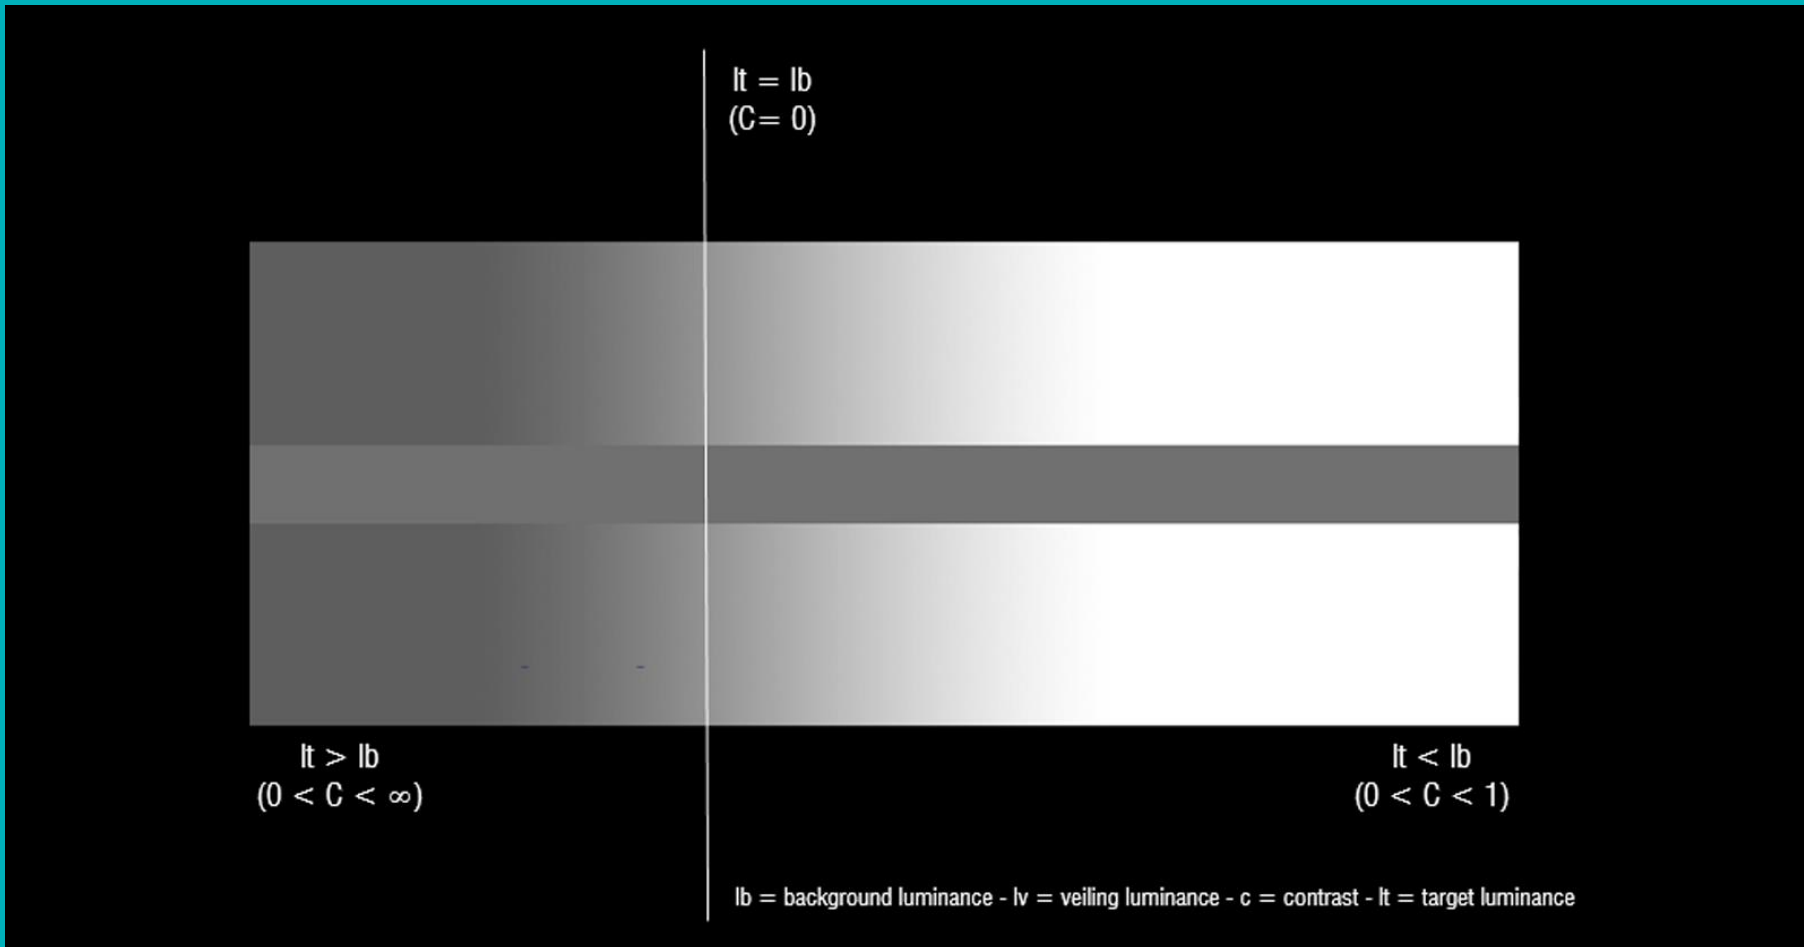 lt = lb
(C= 0)
lt > lb
(0 < C < ∞)
lt < lb
(0 < C < 1)
lb = background luminance - lv = veiling luminance - c = contrast - lt = target luminance